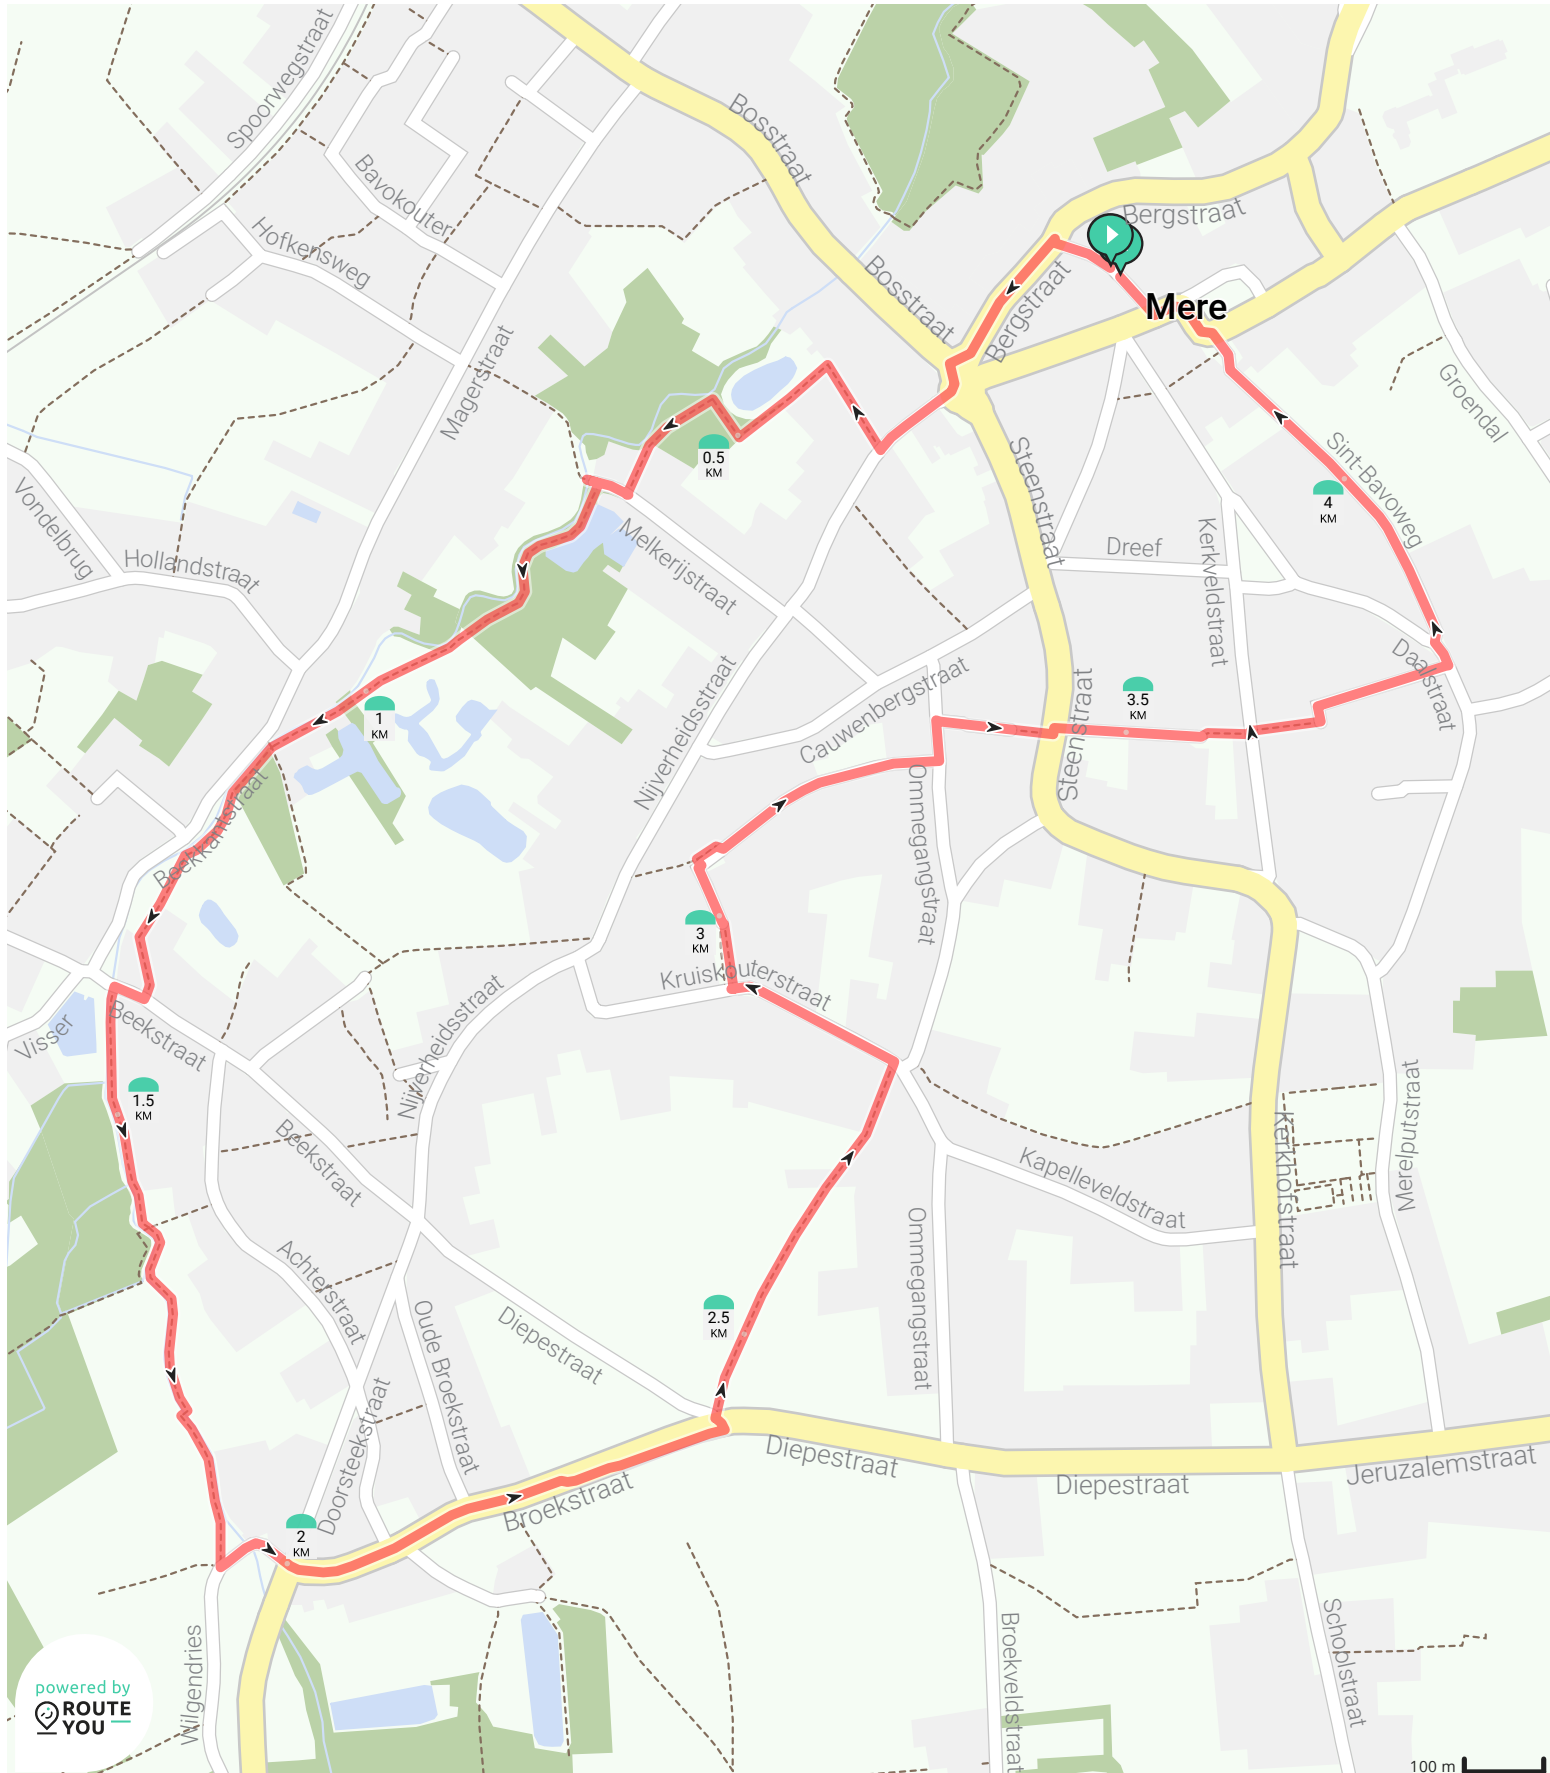 Spoorwegstraat
Bosstraat
Bavokouter
Bergstraat
Hofkensweg
Bosstraat
Bergstraat
Mere
Magerstraat
Groendal
0.5
KM
Steenstraat
Sint-Bavoweg
Vondelbrug
4
KM
Melkerijstraat
Kerkveldstraat
Dreef
Hollandstraat
Daalstraat
Nijverheidsstraat
Cauwenbergstraat
Steenstraat
3.5
KM
1
KM
Beekkantstraat
Ommegangstraat
3
KM
Kruiskouterstraat
Nijverheidsstraat
Visser
Beekstraat
1.5
KM
Beekstraat
Kerkhofstraat
Merelputstraat
Kapelleveldstraat
Ommegangstraat
Achterstraat
Oude Broekstraat
Diepestraat
2.5
KM
Doorsteekstraat
Diepestraat
Diepestraat
Jeruzalemstraat
Broekstraat
2
KM
Wilgendries
Broekveldstraat
Schoolstraat
powered by
ROUTE
YOU
100 m